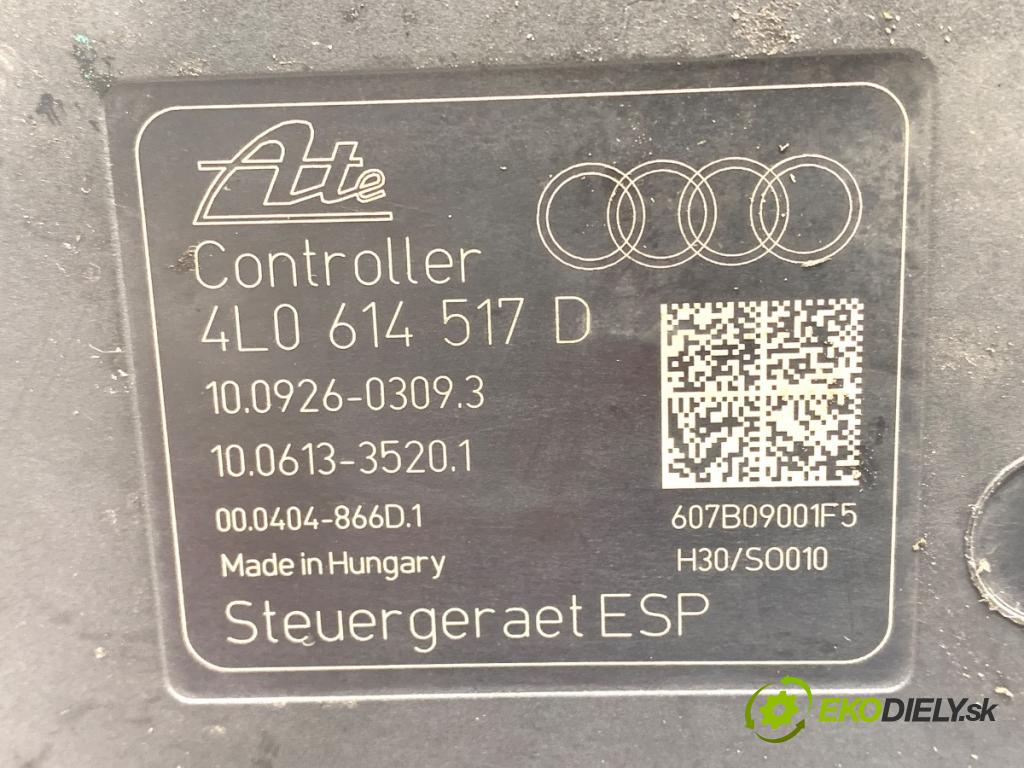 Ate
Controller
4L0 614 517 D
10.0926-0309.3
10.0613-3520.1
00.0404-866D.1
607B09001F5
Made in Hungary
H30/SO010
Steuergeraet ESP
EKODIELY.sk